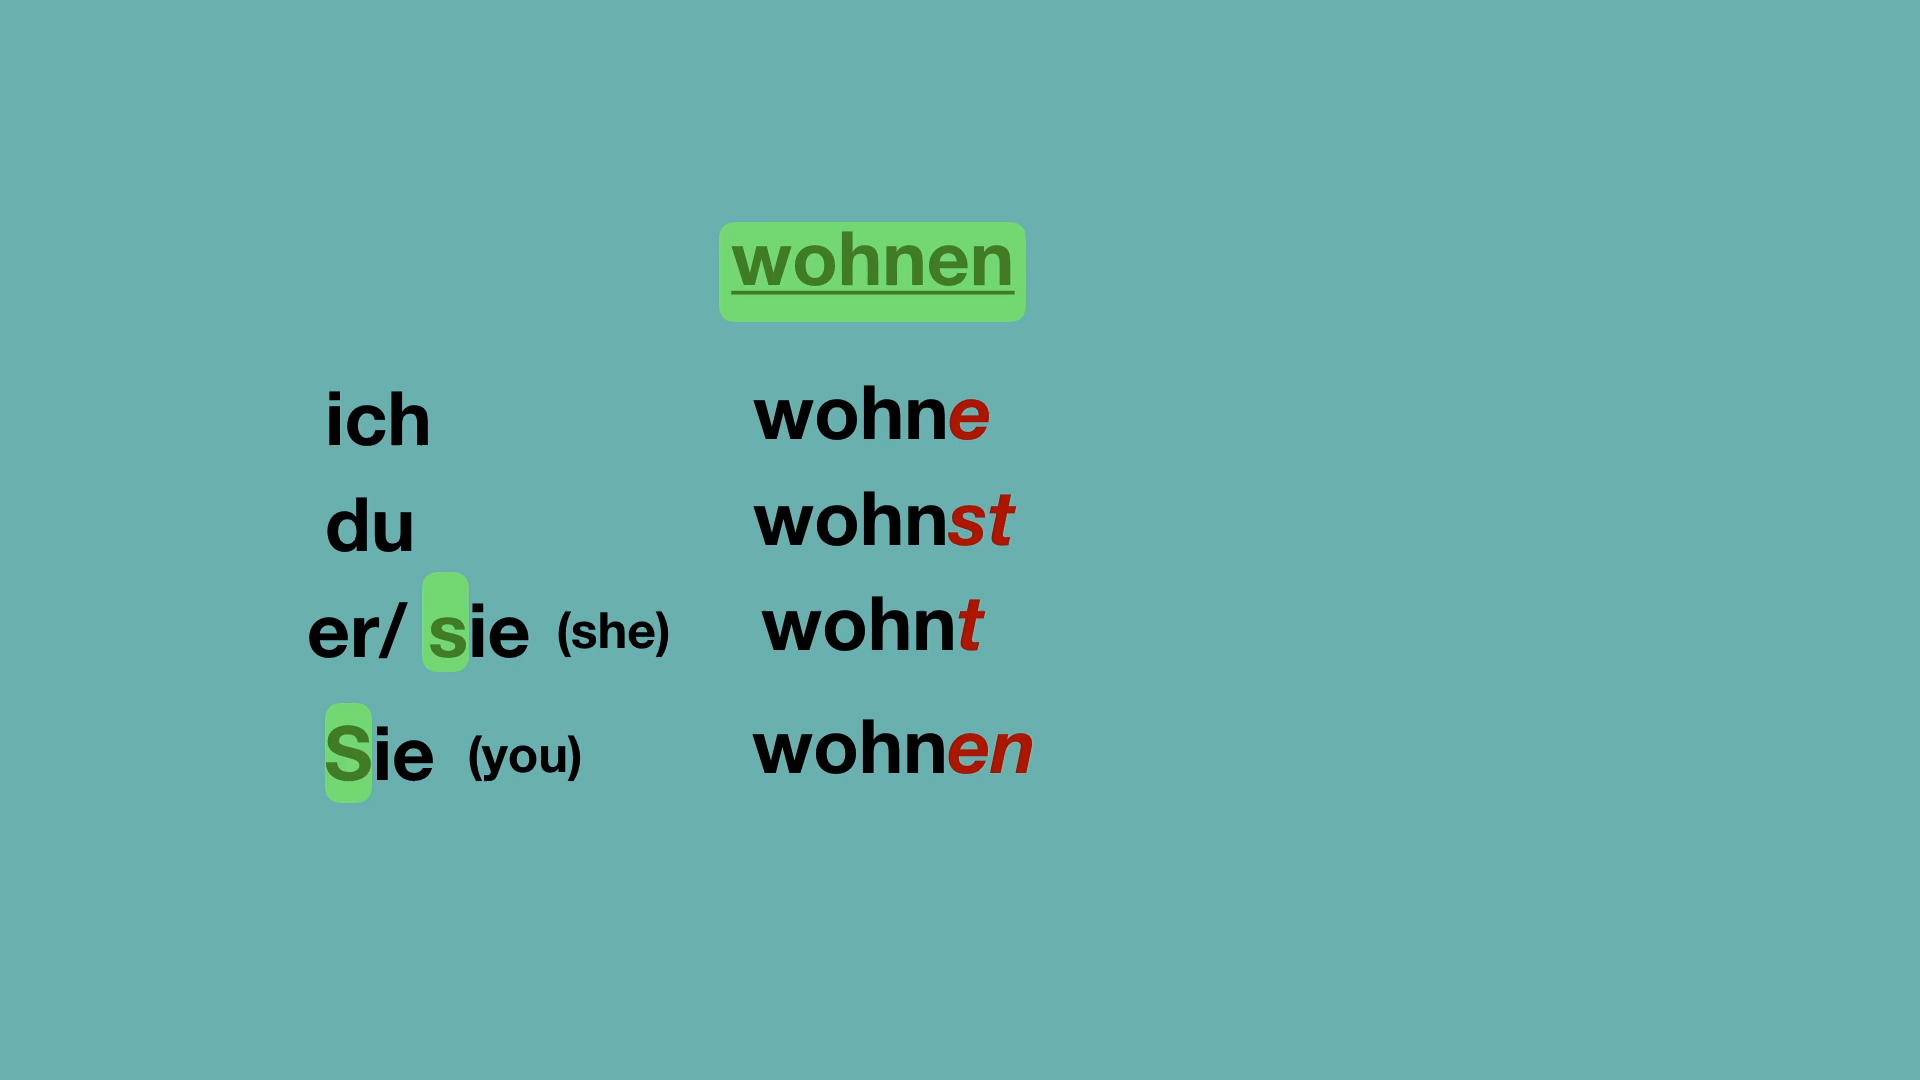 wohnen
ich wohne
du wohnst
er/ sie (she) wohnt
Sie (you) wohnen